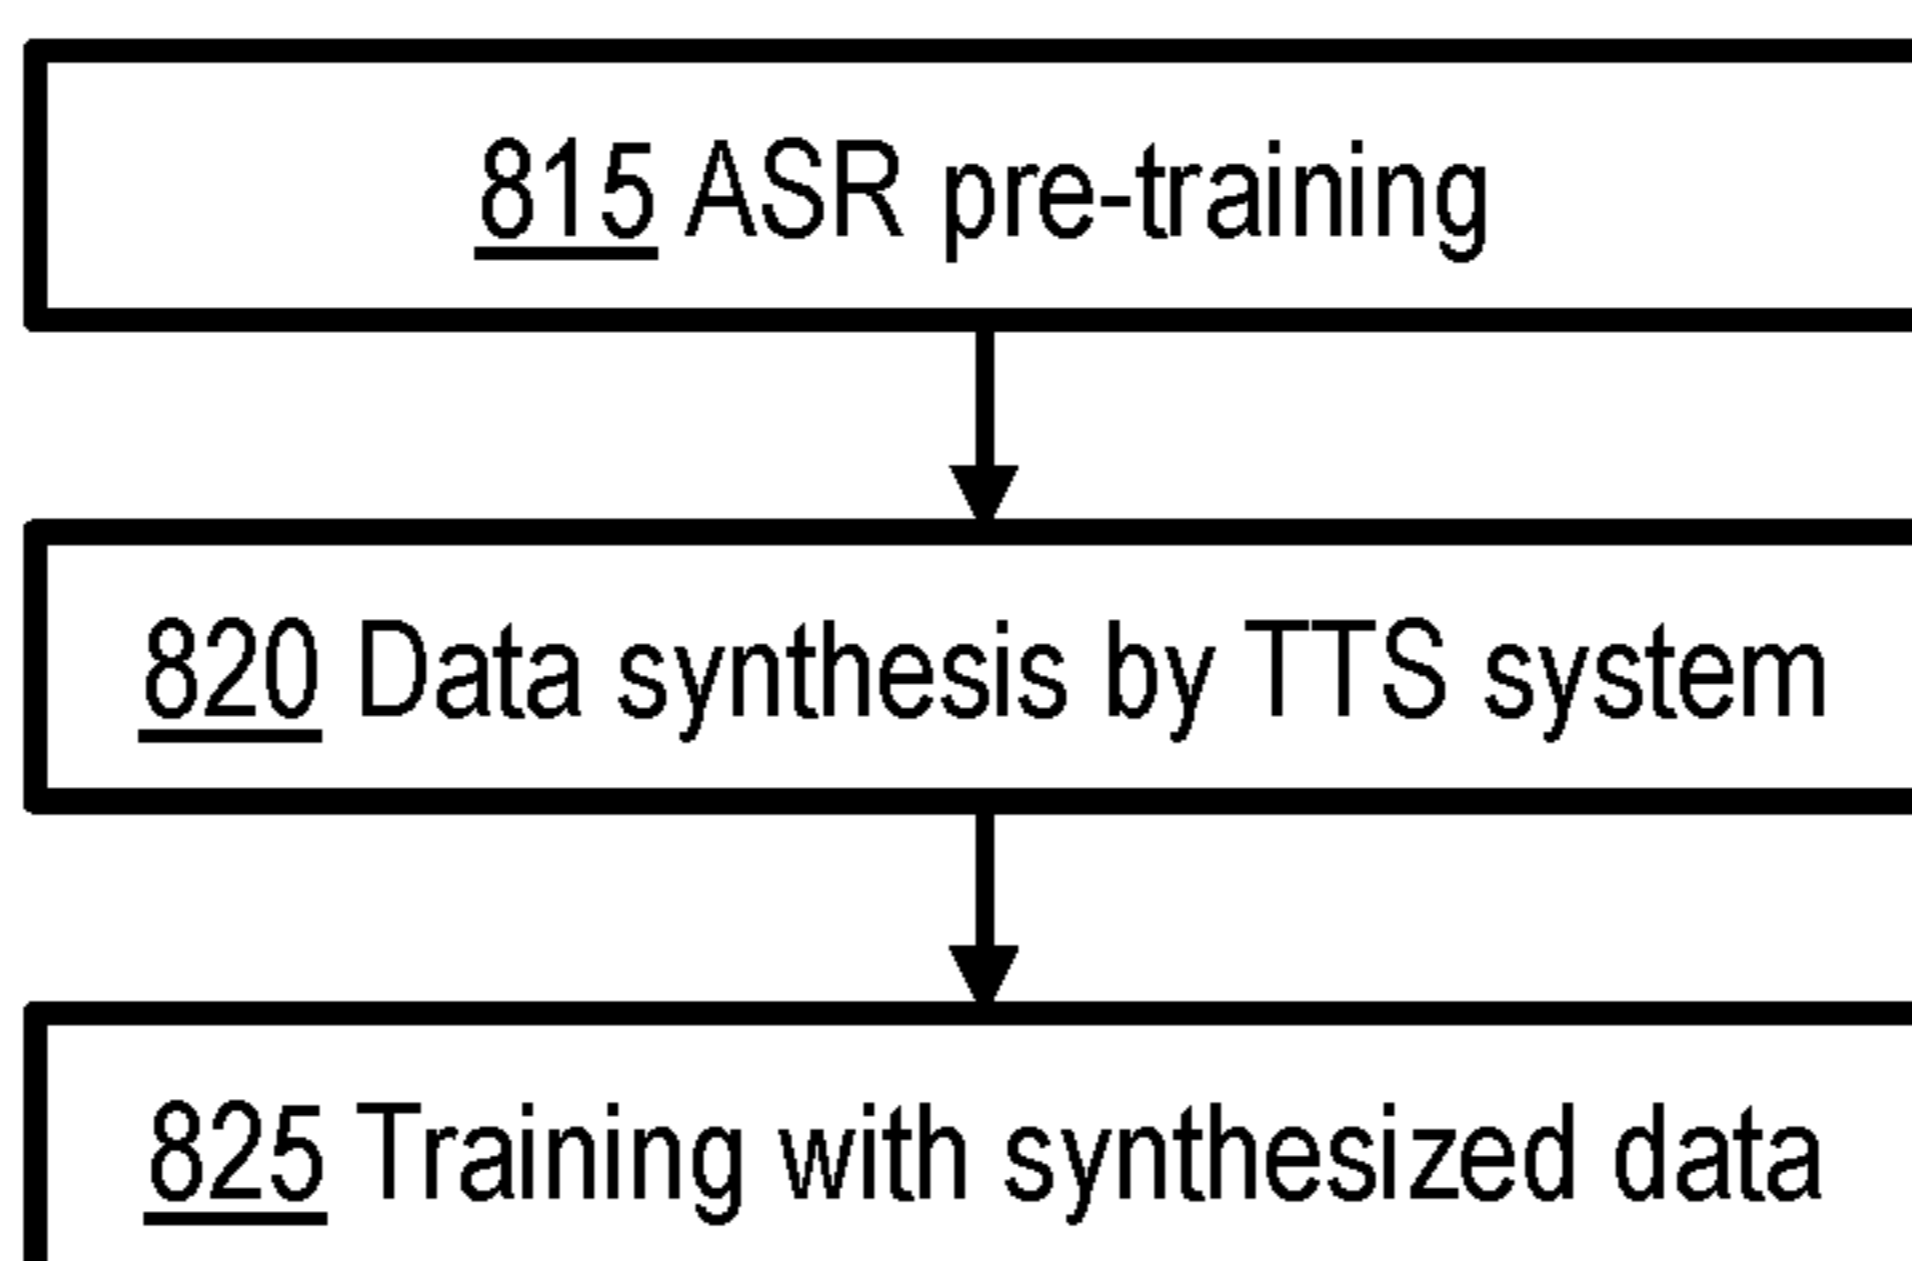 815 ASR pre-training
820 Data synthesis by TTS system
825 Training with synthesized data